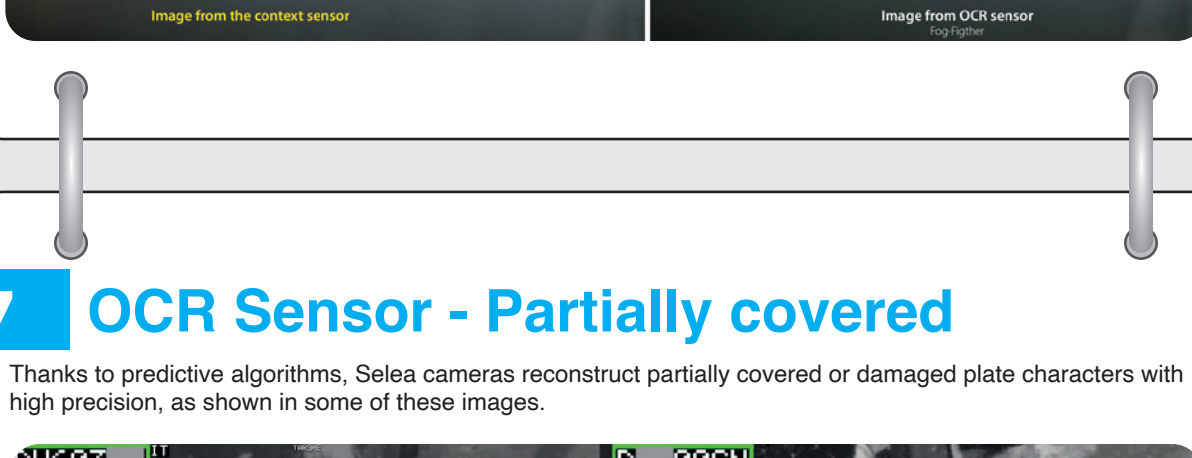 Image from the context sensor
Image from OCR sensor
Fog-Figther
7 OCR Sensor - Partially covered
Thanks to predictive algorithms, Selea cameras reconstruct partially covered or damaged plate characters with
high precision, as shown in some of these images.
IT